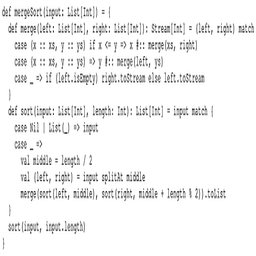 def mergeSort(input: List[Int]) = {
def merge(left: List[Int], right: List[Int]): Stream[Int] = (left, right) match
case (x :: xs, y :: ys) if x <= y => x #:: merge(xs, right)
case (x :: xs, y :: ys) => y #:: merge(left, ys)
case _ => if (left.isEmpty) right.toStream else left.toStream
}
def sort(input: List[Int], length: Int): List[Int] = input match {
case Nil | List(_) => input
case _ =>
val middle = length / 2
val (left, right) = input splitAt middle
merge(sort(left, middle), sort(right, middle + length % 2)).toList
}
sort(input, input.length)
}